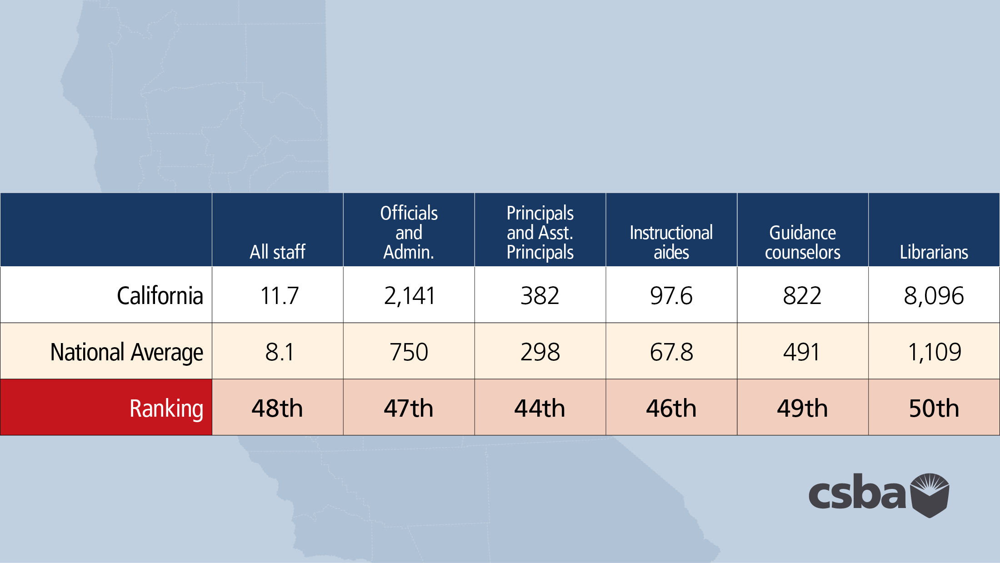 All staff
Officials
and
Admin.
Principals
and Asst.
Principals
Instructional
aides
Guidance
counselors
Librarians
California 11.7 2,141 382 97.6 822 8,096
National Average 8.1 750 298 67.8 491 1,109
Ranking 48th 47th 44th 46th 49th 50th
csba